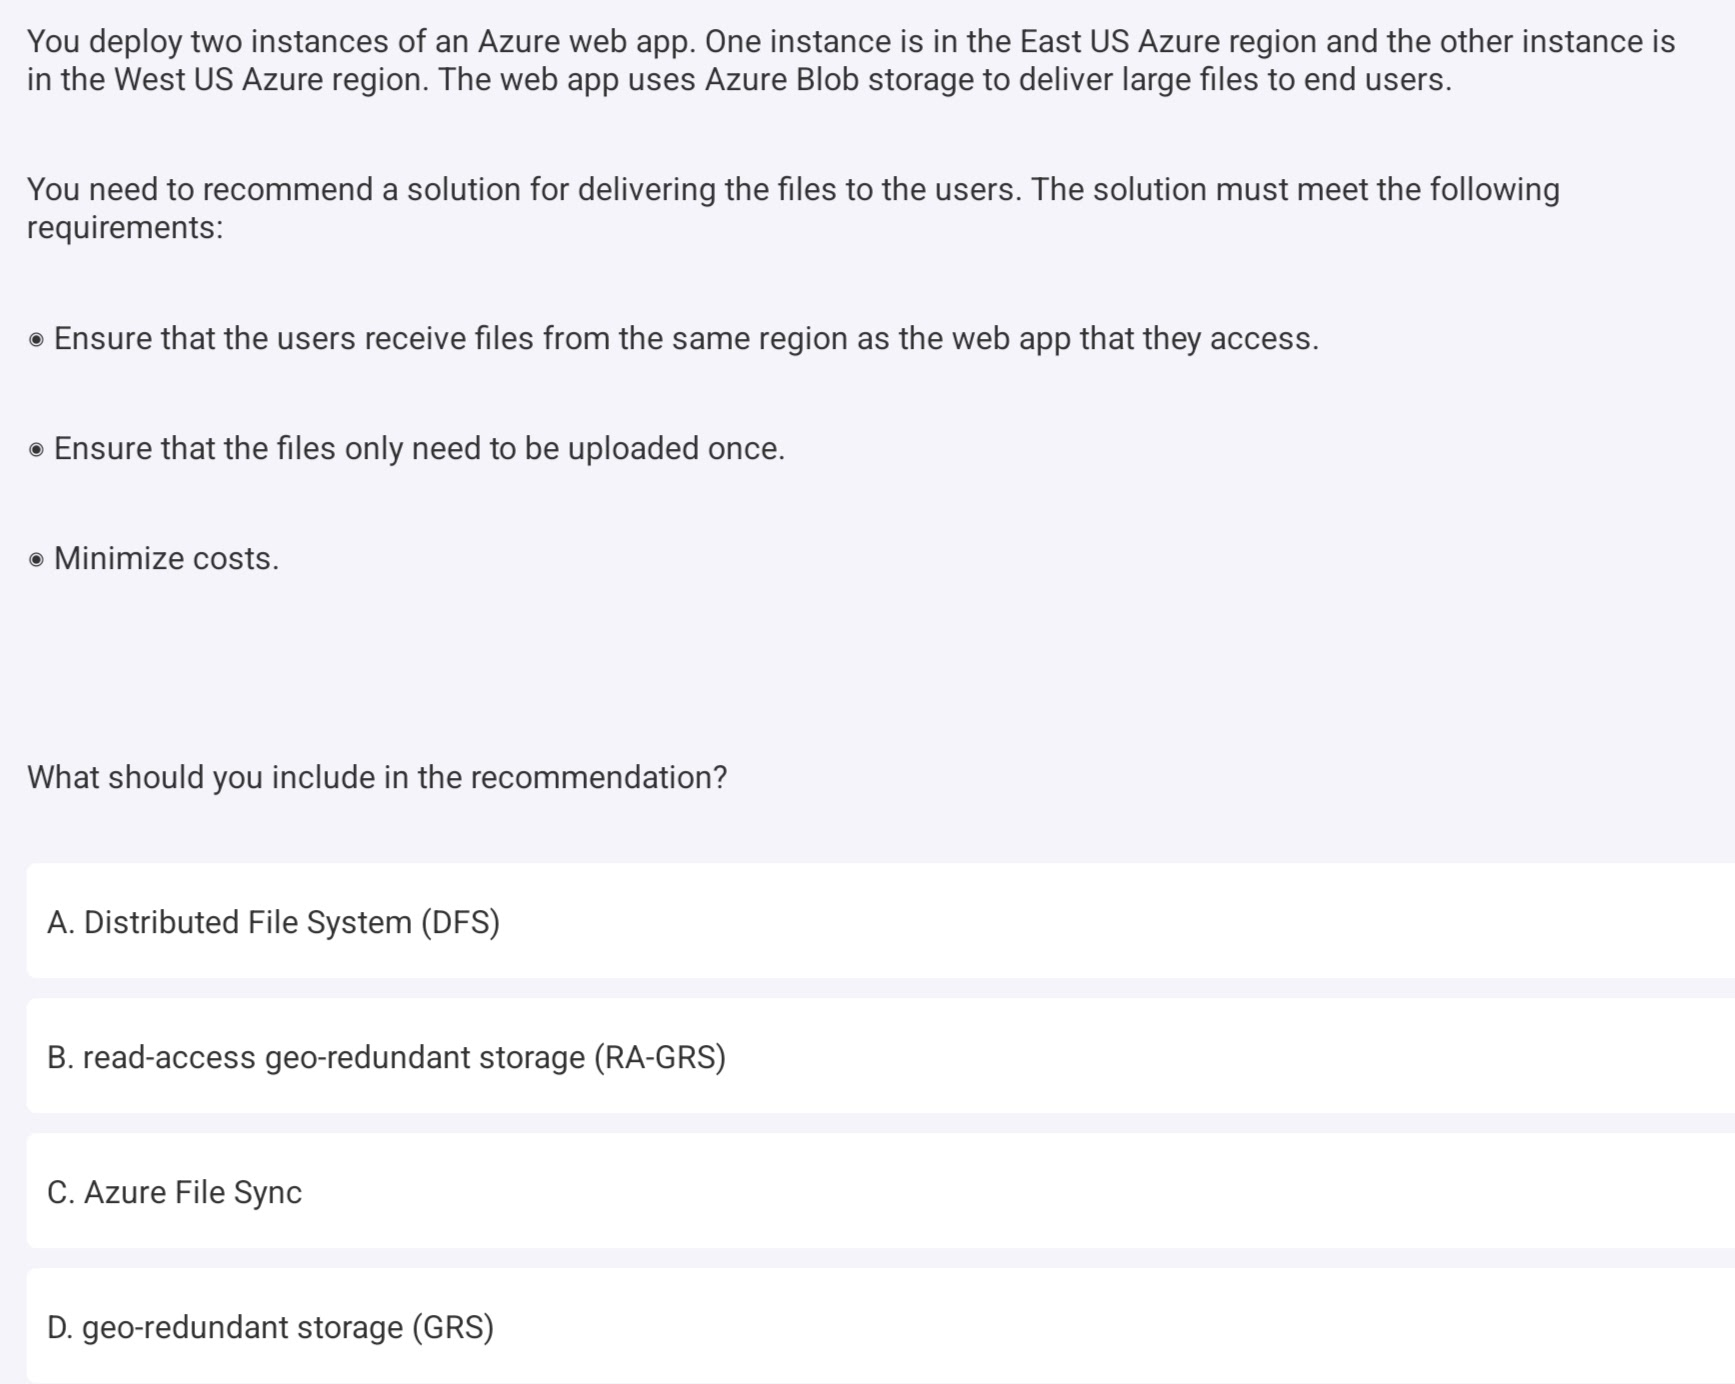 You deploy two instances of an Azure web app. One instance is in the East US Azure region and the other instance is
in the West US Azure region. The web app uses Azure Blob storage to deliver large files to end users.
You need to recommend a solution for delivering the files to the users. The solution must meet the following
requirements:
◉ Ensure that the users receive files from the same region as the web app that they access.
◉ Ensure that the files only need to be uploaded once.
◉ Minimize costs.
What should you include in the recommendation?
A. Distributed File System (DFS)
B. read-access geo-redundant storage (RA-GRS)
C. Azure File Sync
D. geo-redundant storage (GRS)